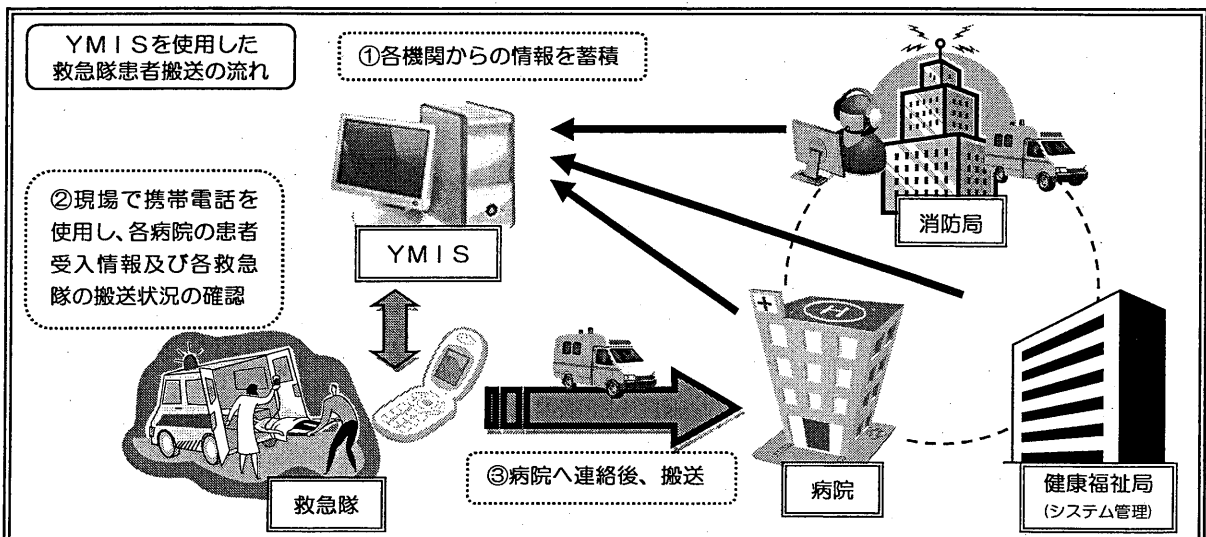 YMISを使用した
救急隊患者搬送の流れ
①各機関からの情報を蓄積
②現場で携帯電話を
使用し、各病院の患者
受入情報及び各救急
隊の搬送状況の確認
YMIS
消防局
③病院へ連絡後、搬送
救急隊
病院
H
健康福祉局
(システム管理)